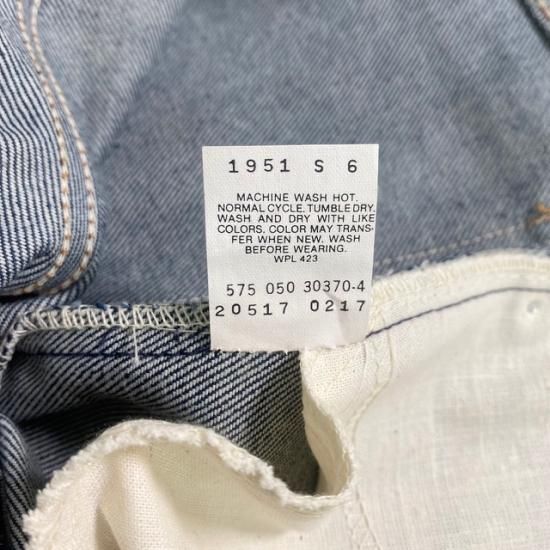 1951 S 6
MACHINE WASH HOT.
NORMAL CYCLE. TUMBLE DRY.
WASH AND DRY WITH LIKE
COLORS. COLOR MAY TRANS-
FER WHEN NEW. WASH
BEFORE WEARING.
WPL 423
575 050 30370-4
20517 0217